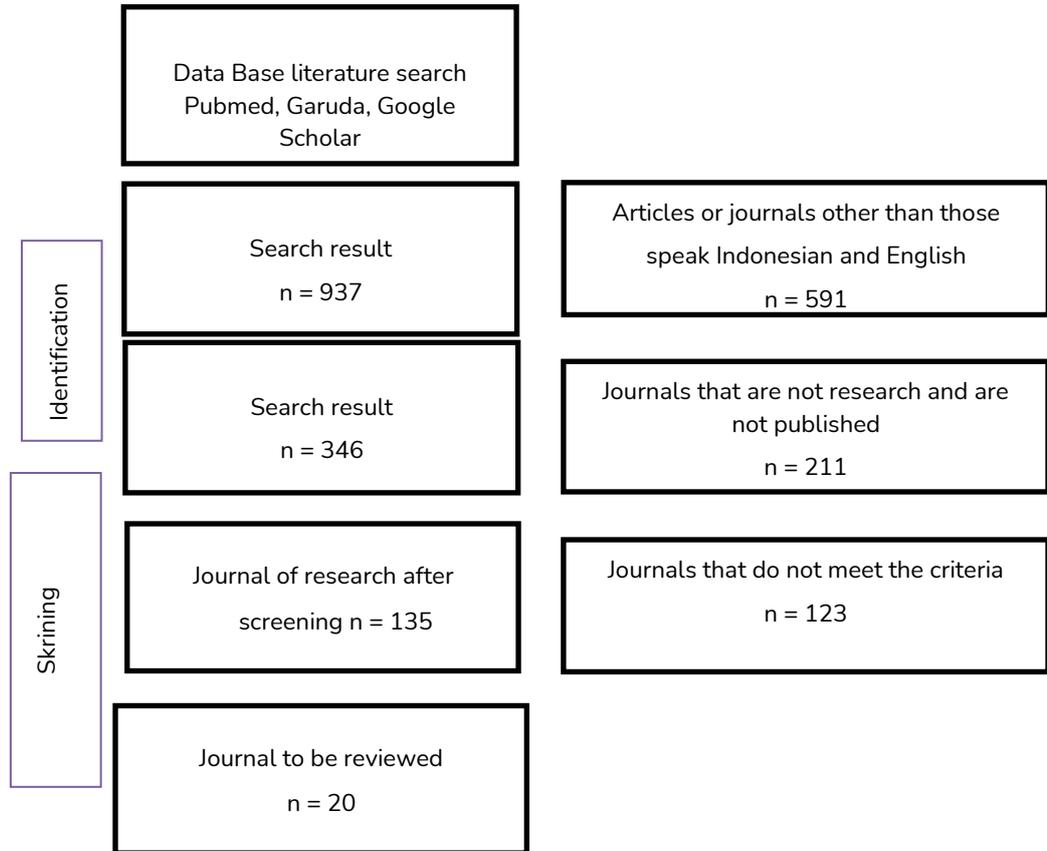 Data Base literature search
Pubmed, Garuda, Google
Scholar
Search result
n = 937
Articles or journals other than those
speak Indonesian and English
n = 591
Identification
Search result
n = 346
Journals that are not research and are
not published
n = 211
Skrining
Journal of research after
screening n = 135
Journals that do not meet the criteria
n = 123
Journal to be reviewed
n = 20